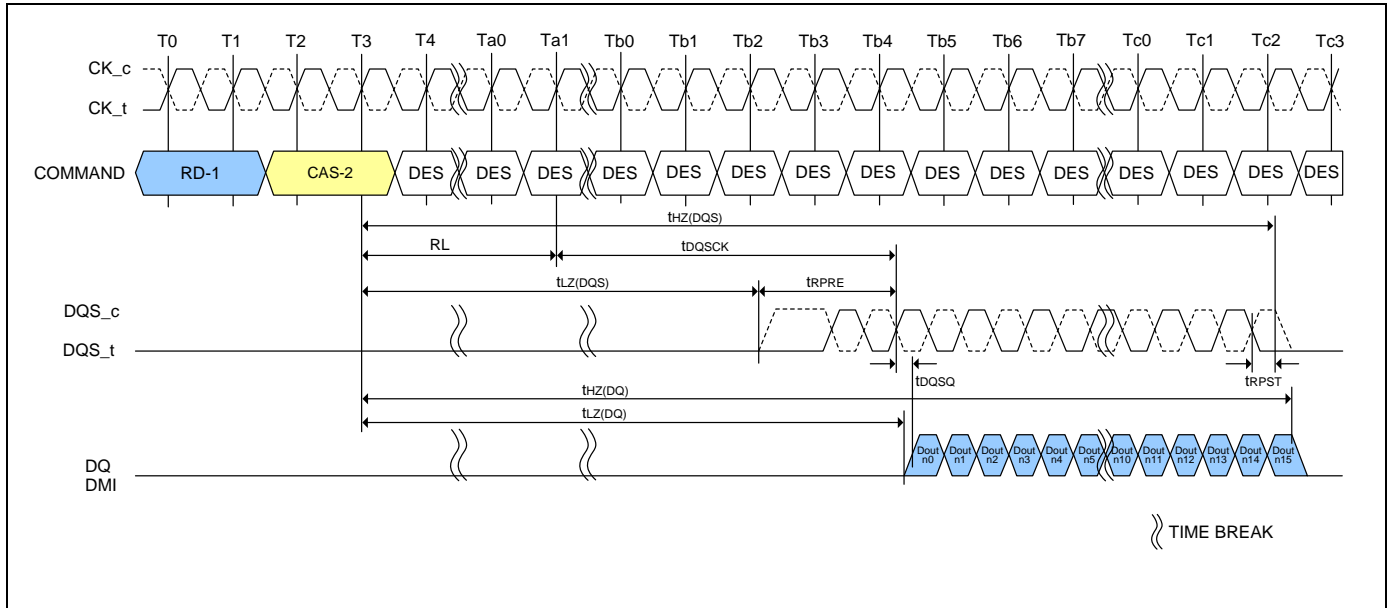 T0 T1 T2 T3 T4 Ta0 Ta1 Tb0 Tb1 Tb2 Tb3 Tb4 Tb5 Tb6 Tb7 Tc0 Tc1 Tc2 Tc3
CK_c
CK_t
COMMAND RD-1 CAS-2 DES DES DES DES DES DES DES DES DES DES DES DES DES DES DES
tHZ(DQS)
RL tDQSCK
tLZ(DQS) tRPRE
DQS_c
DQS_t
tDQSQ tRPST
tHZ(DQ)
tLZ(DQ)
Dout Dout Dout Dout Dout Dout Dout Dout Dout Dout Dout Dout
n0 n1 n2 n3 n4 n5 n10 n11 n12 n13 n14 n15
DQ
DMI
TIME BREAK